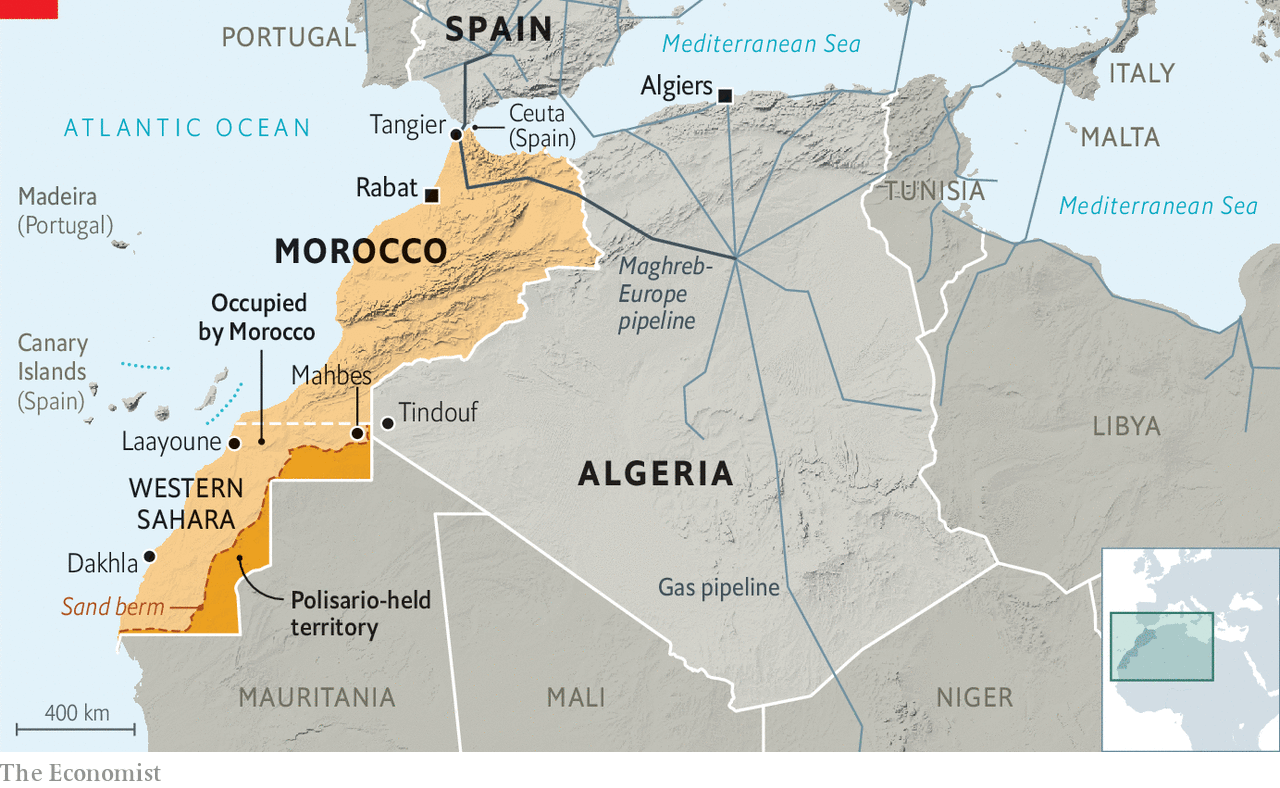 PORTUGAL
SPAIN
Mediterranean Sea
ITALY
Algiers
ATLANTIC OCEAN
Tangier
Ceuta
(Spain)
MALTA
Rabat
TUNISIA
Madeira
(Portugal)
Mediterranean Sea
MOROCCO
Maghreb-
Europe
pipeline
Occupied
by Morocco
Canary
Islands
(Spain)
Mahbes
Tindouf
LIBYA
Laayoune
ALGERIA
WESTERN
SAHARA
Dakhla
Gas pipeline
Sand berm
Polisario-held
territory
MAURITANIA
MALI
NIGER
400 km
The Economist